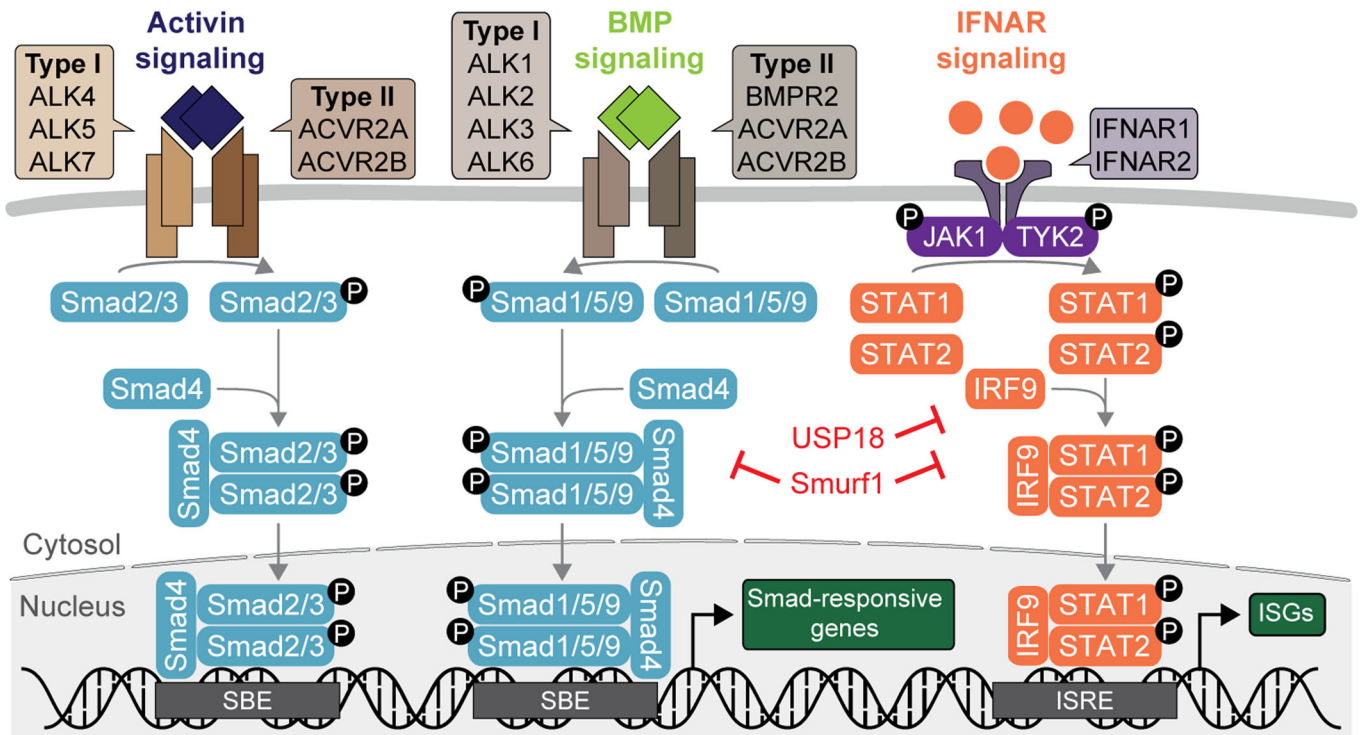 Activin
signaling
Type I
ALK4
ALK5
ALK7
Type II
ACVR2A
ACVR2B
BMP
signaling
Type I
ALK1
ALK2
ALK3
ALK6
Type II
BMPR2
ACVR2A
ACVR2B
IFNAR
signaling
IFNAR1
IFNAR2
P
JAK1
TYK2
P
Smad2/3
Smad2/3
P
P
Smad1/5/9
Smad1/5/9
STAT1
STAT2
STAT1
P
STAT2
P
Smad4
Smad4
IRF9
Smad4
Smad2/3
P
Smad2/3
P
P
Smad1/5/9
P
Smad1/5/9
Smad4
USP18
Smurf1
IRF9
STAT1
P
STAT2
P
Cytosol
Nucleus
Smad4
Smad2/3
P
Smad2/3
P
P
Smad1/5/9
P
Smad1/5/9
Smad4
Smad-responsive
genes
IRF9
STAT1
P
STAT2
P
ISGs
SBE
SBE
ISRE